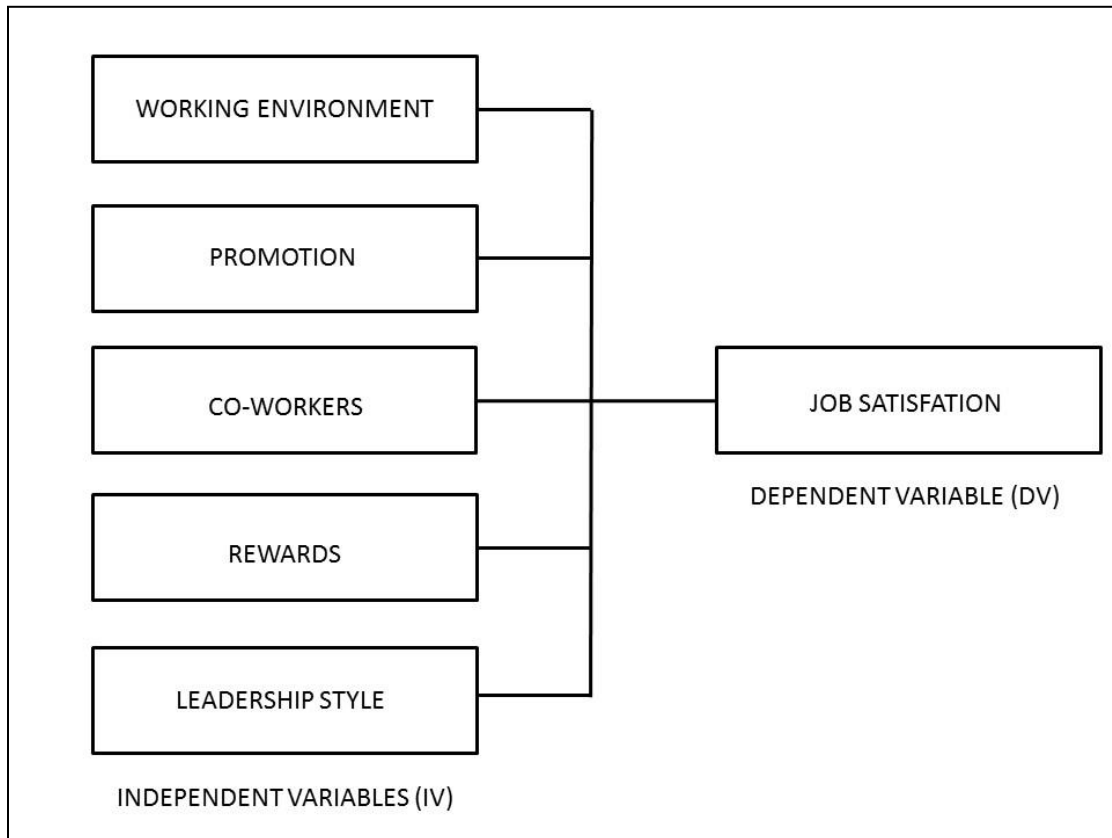 WORKING ENVIRONMENT
PROMOTION
CO-WORKERS
REWARDS
LEADERSHIP STYLE
INDEPENDENT VARIABLES (IV)
JOB SATISFATION
DEPENDENT VARIABLE (DV)